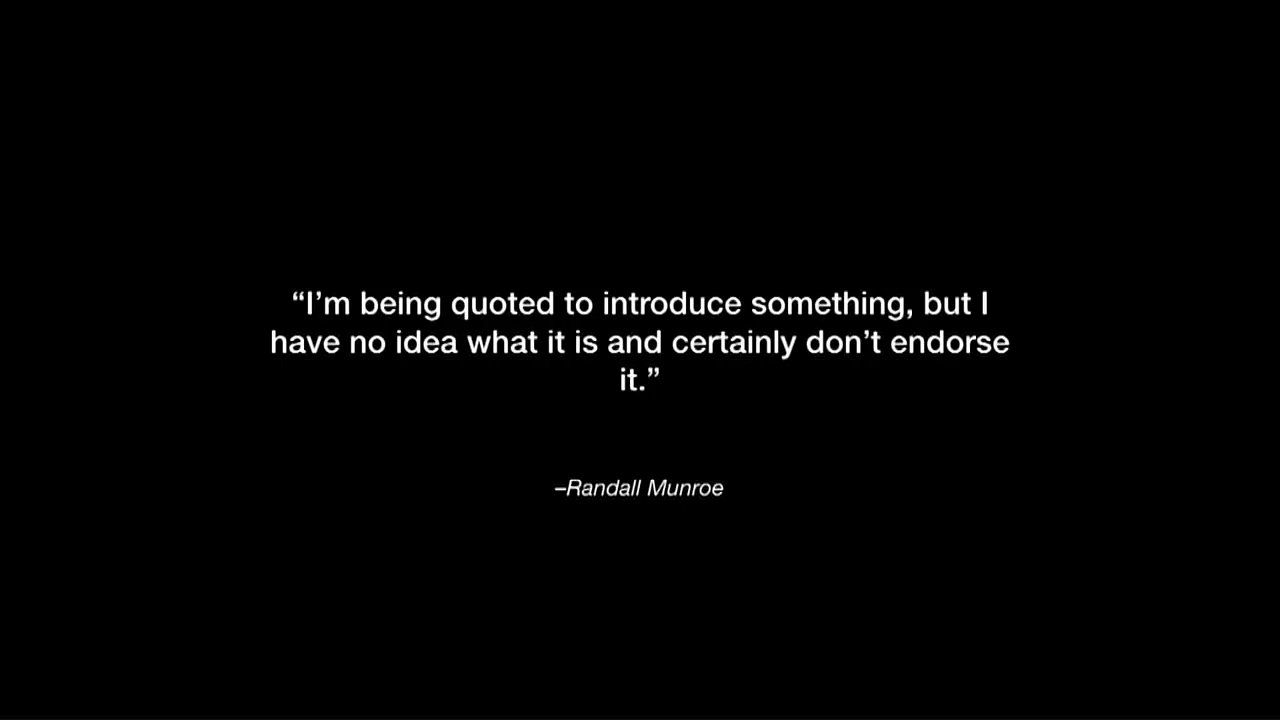 “I’m being quoted to introduce something, but I
have no idea what it is and certainly don’t endorse
it.”
–Randall Munroe